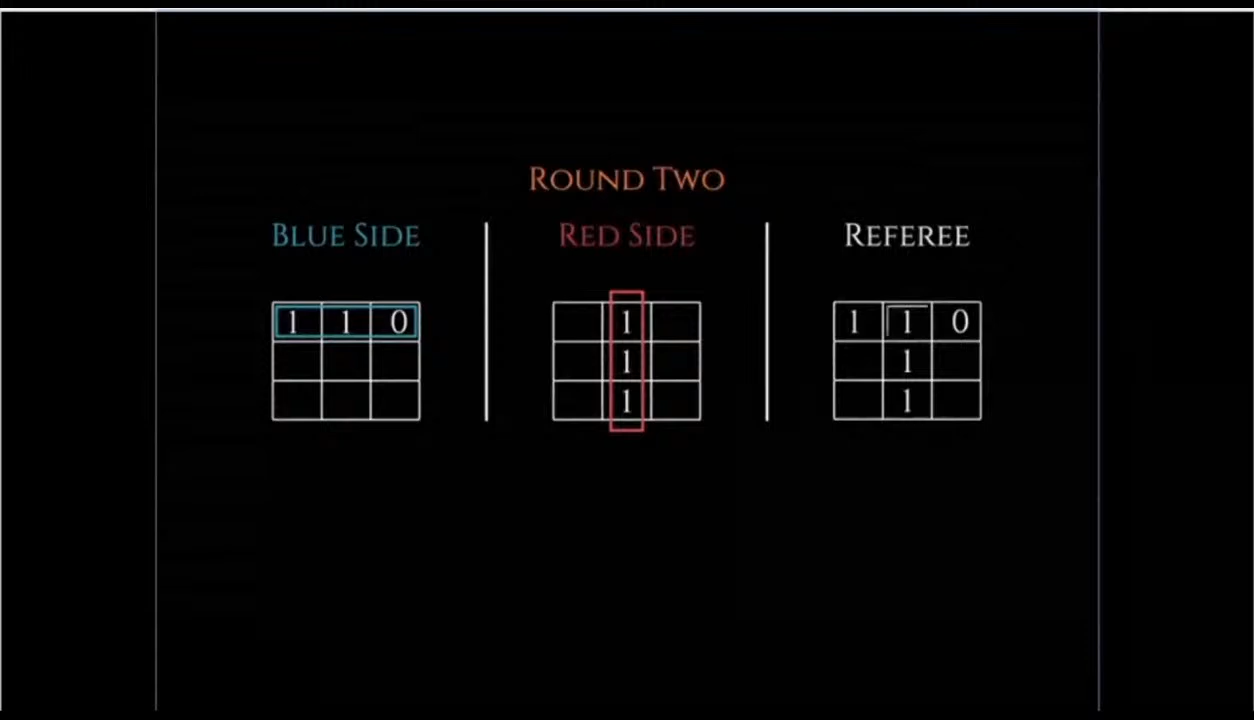 ROUND TWO
BLUE SIDE
RED SIDE
REFEREE
1 1 0
1
1
1
1 1 0
1
1